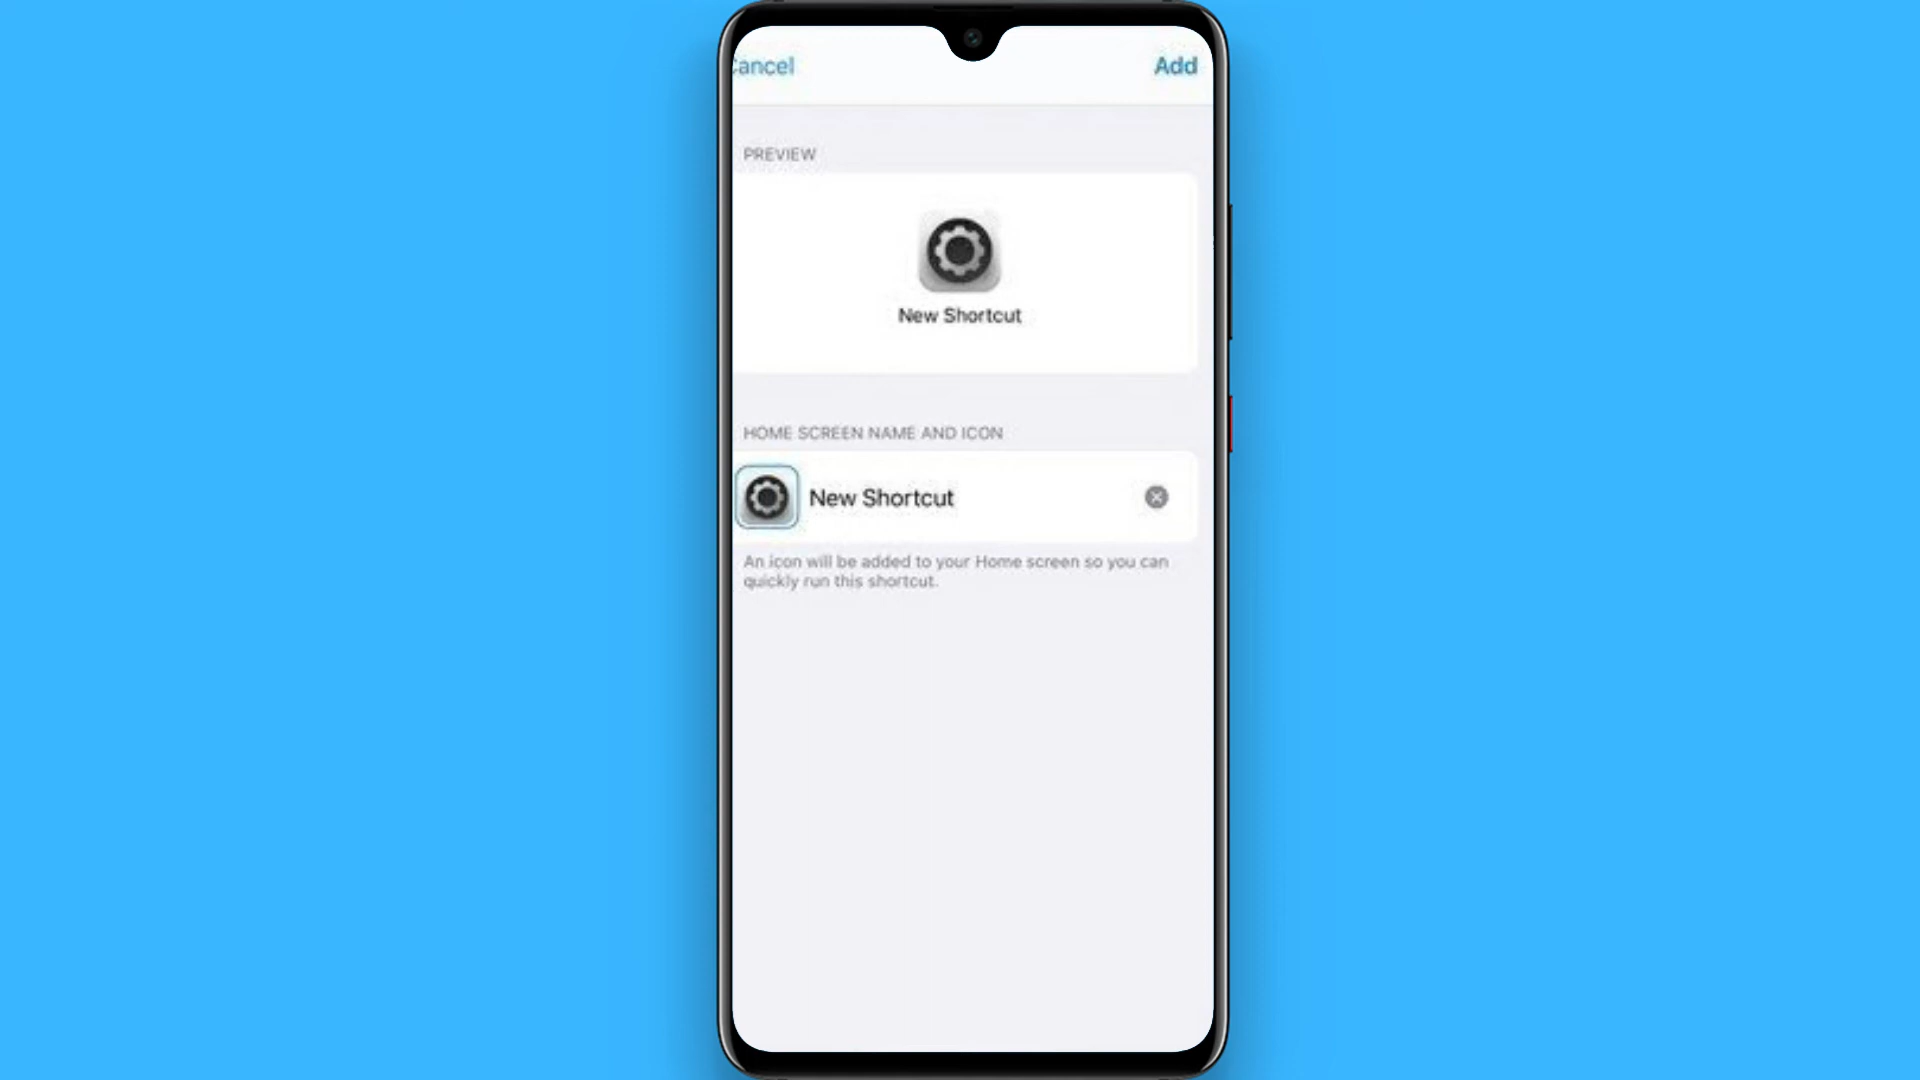 Cancel
Add
PREVIEW
New Shortcut
HOME SCREEN NAME AND ICON
New Shortcut
An icon will be added to your Home screen so you can
quickly run this shortcut.